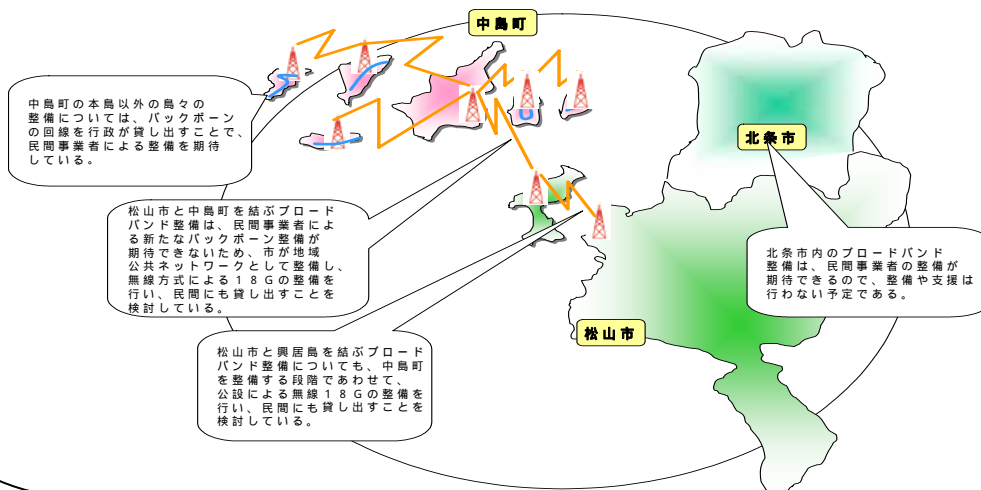 中島町
中島町の本島以外の島々の
整備については、バックボーン
の回線を行政が貸し出すことで、
民間事業者による整備を期待
している。
北条市
松山市と中島町を結ぶブロード
バンド整備は、民間事業者によ
る新たなバックボーン整備が
期待できないため、市が地域
公共ネットワークとして整備し、
無線方式による１８Ｇの整備を
行い、民間にも貸し出すことを
検討している。
北条市内のブロードバンド
整備は、民間事業者の整備が
期待できるので、整備や支援は
行わない予定である。
松山市
松山市と興居島を結ぶブロード
バンド整備についても、中島町
を整備する段階であわせて、
公設による無線１８Ｇの整備を
行い、民間にも貸し出すことを
検討している。